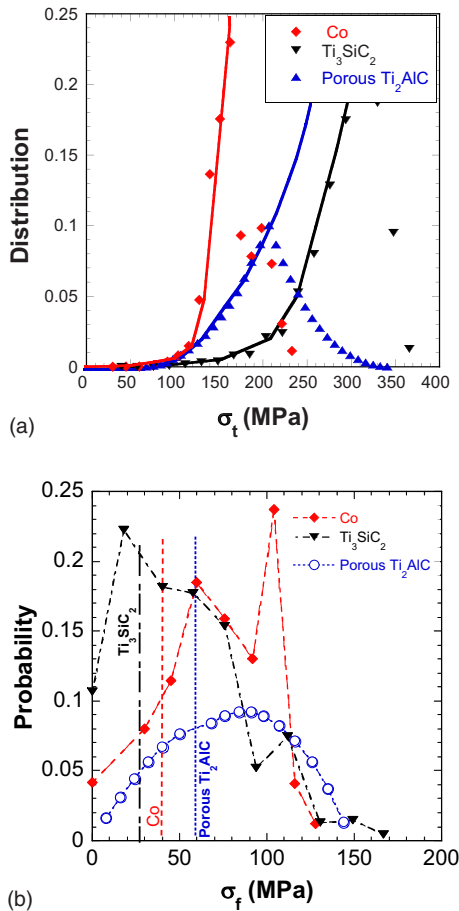 0.25
0.2
0.15
0.1
0.05
0
Distribution
Co
Ti3SiC2
Porous Ti2AlC
0 50 100 150 200 250 300 350 400
σt (MPa)
(a)
0.25
0.20
0.15
0.10
0.05
0
Probability
Co
Ti3SiC2
Porous Ti2AlC
Ti3SiC2
Co
Porous Ti2AlC
0 50 100 150 200
σf (MPa)
(b)